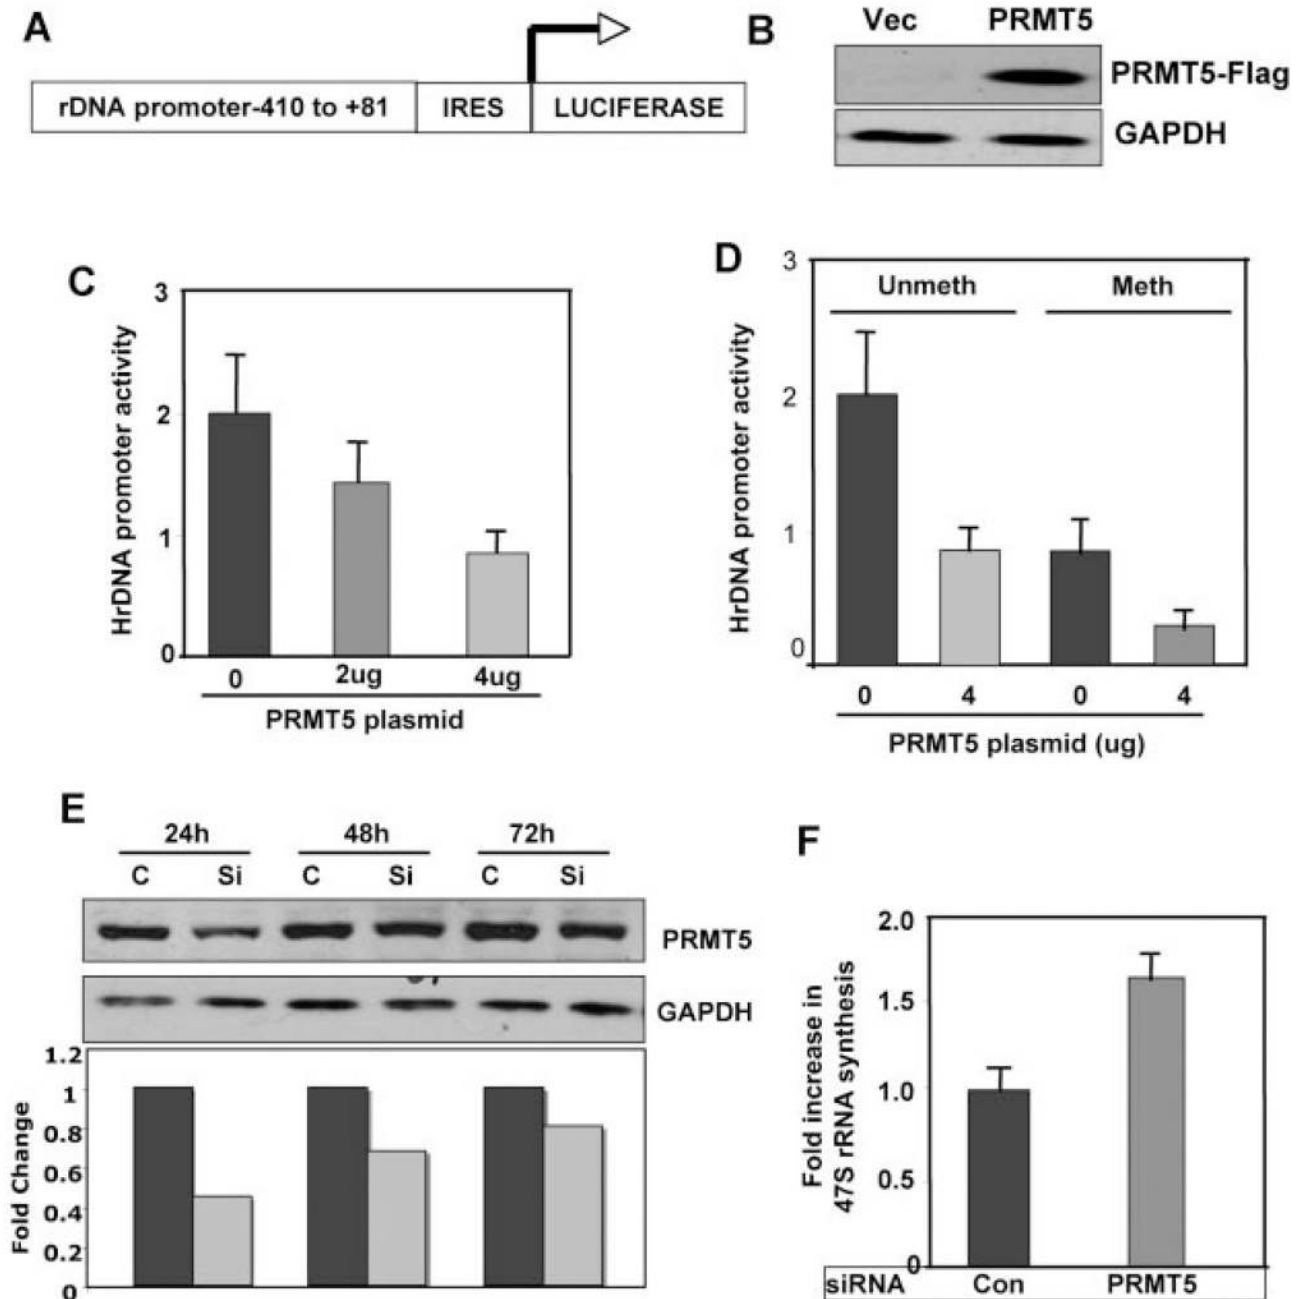 A
rDNA promoter-410 to +81 IRES LUCIFERASE
B
Vec PRMT5
PRMT5-Flag
GAPDH
C
HrDNA promoter activity
3
2
1
0
0 2ug 4ug
PRMT5 plasmid
D
HrDNA promoter activity
3
2
1
0
Unmeth Meth
0 4 0 4
PRMT5 plasmid (ug)
E
24h 48h 72h
C Si C Si C Si
PRMT5
GAPDH
Fold Change
1.2
1
0.8
0.6
0.4
0.2
0
F
Fold increase in
47S rRNA synthesis
2.0
1.5
1.0
0.5
0
siRNA Con PRMT5